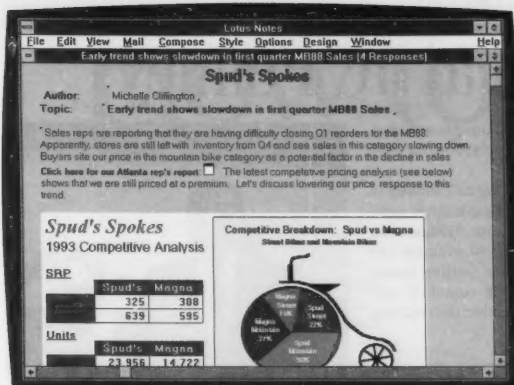 Lotus Notes
File Edit View Mail Compose Style Options Design Window Help
Early trend shows slowdown in first quarter MB88 Sales (4 Responses)
Spud's Spokes
Author: Michelle Cliffington
Topic: Early trend shows slowdown in first quarter MB88 Sales
Sales reps are reporting that they are having difficulty closing Q1 reorders for the MB88.
Apparently, stores are still left with inventory from Q4 and see sales in this category slowing down.
Buyers site our price in the mountain bike category as a potential factor in the decline in sales
Click here for our Atlanta rep's report The latest competetive pricing analysis (see below)
shows that we are still priced at a premium. Let's discuss lowering our price response to this
trend.
Spud's Spokes
1993 Competitive Analysis
SRP
Spud's Magna
325 308
639 595
Units
Spud's Magna
23,956 14,722
Competitive Breakdown: Spud vs Magna
Street Bikes and Mountain Bikes
Magna
Street
Spud
Street
22%
Magna
Mountain
27%
Spud
Mountain